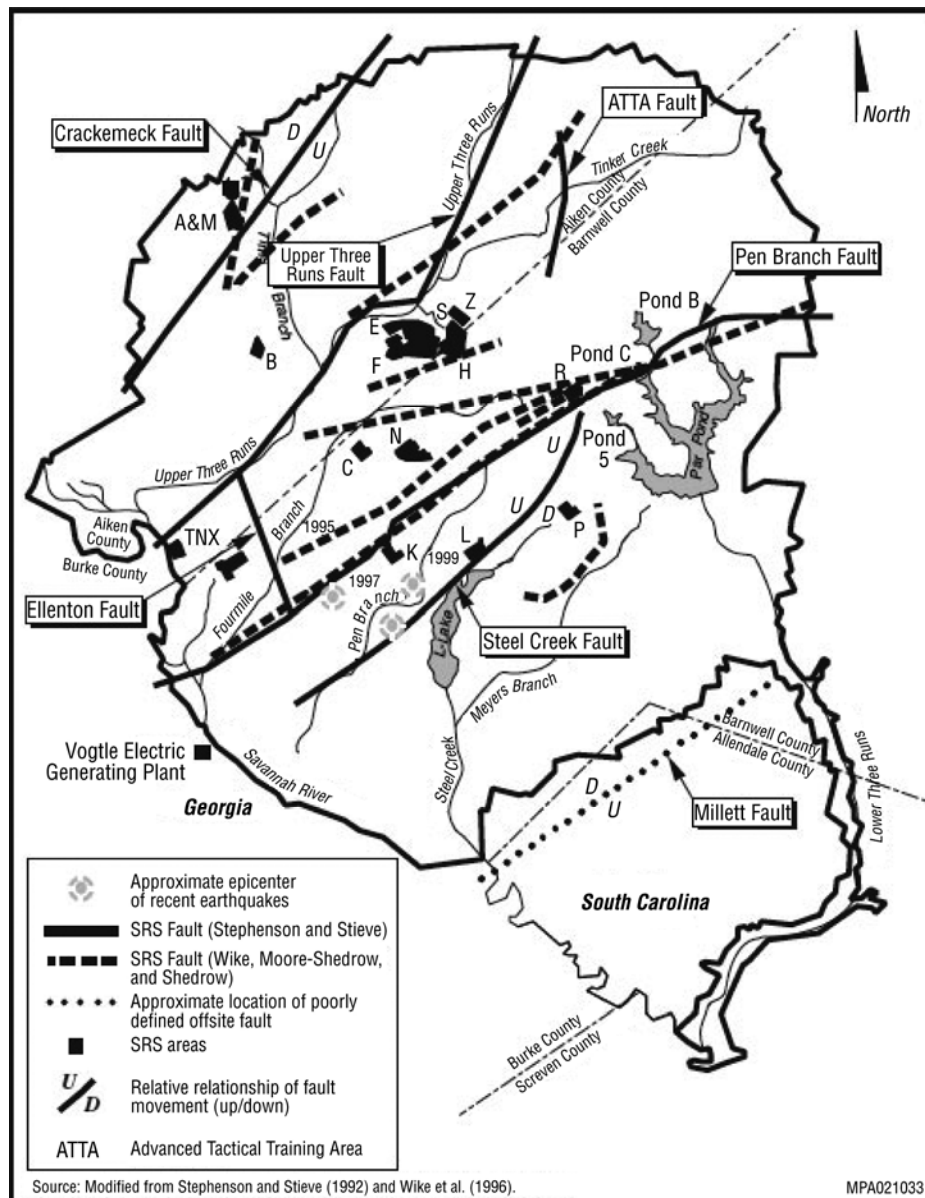 North
Crackemeck Fault
D
U
ATTA Fault
Upper Three Runs
Tinker Creek
Aiken County
Barnwell County
A&M
Tims
Branch
Upper Three
Runs Fault
Pen Branch Fault
Pond B
S
Z
E
F
H
B
Pond C
R
Pond
5
Par Pond
N
C
U
U
D
P
Upper Three Runs
Aiken
County
Burke County
TNX
Branch
1995
Fourmile
Ellenton Fault
K
L
1999
1997
Pen Branch
L-Lake
Steel Creek Fault
Meyers Branch
Steel Creek
Vogtle Electric
Generating Plant
Savannah River
Georgia
Barnwell County
Allendale County
Lower Three Runs
D
U
Millett Fault
South Carolina
Burke County
Screven County
Approximate epicenter
of recent earthquakes
SRS Fault (Stephenson and Stieve)
SRS Fault (Wike, Moore-Shedrow,
and Shedrow)
Approximate location of poorly
defined offsite fault
SRS areas
U
D
Relative relationship of fault
movement (up/down)
ATTA Advanced Tactical Training Area
Source: Modified from Stephenson and Stieve (1992) and Wike et al. (1996).
MPA021033